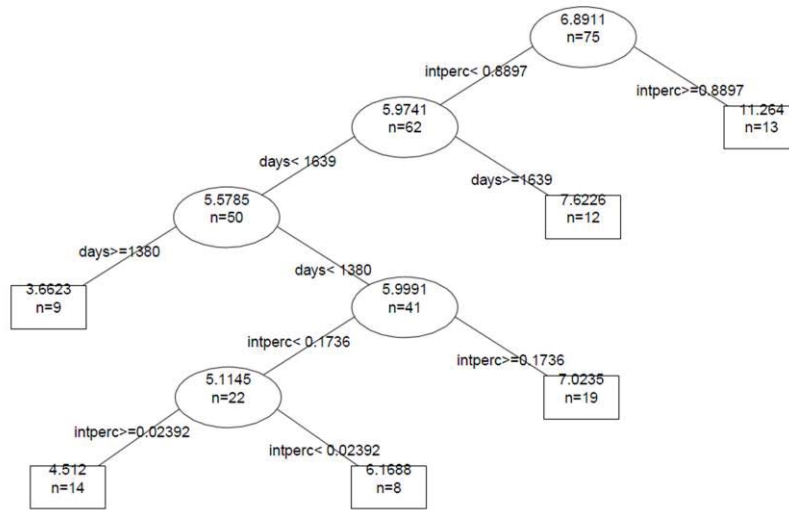 6.8911
n=75
intperc< 0.8897
intperc>=0.8897
5.9741
n=62
11.264
n=13
days< 1639
days>=1639
5.5785
n=50
7.6226
n=12
days>=1380
days< 1380
3.6623
n=9
5.9991
n=41
intperc< 0.1736
intperc>=0.1736
5.1145
n=22
7.0235
n=19
intperc>=0.02392
intperc< 0.02392
4.512
n=14
6.1688
n=8